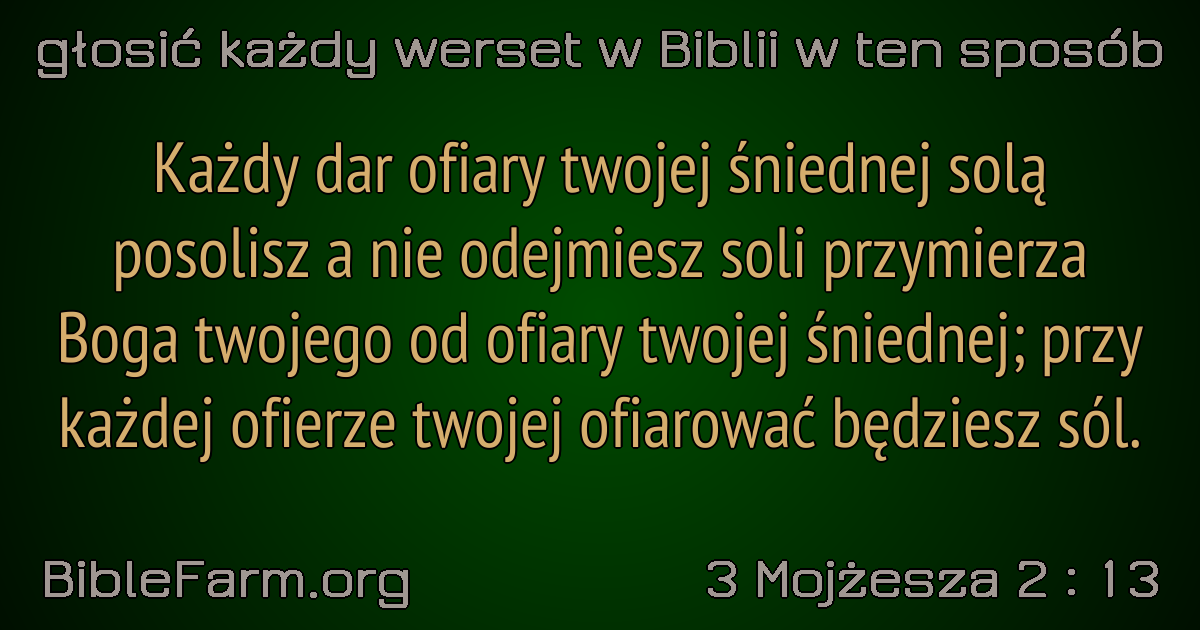 głosić każdy werset w Biblii w ten sposób
Każdy dar ofiary twojej śniednej solą
posolisz a nie odejmiesz soli przymierza
Boga twojego od ofiary twojej śniednej; przy
każdej ofierze twojej ofiarować będziesz sól.
BibleFarm.org
3 Mojżesza 2 : 13